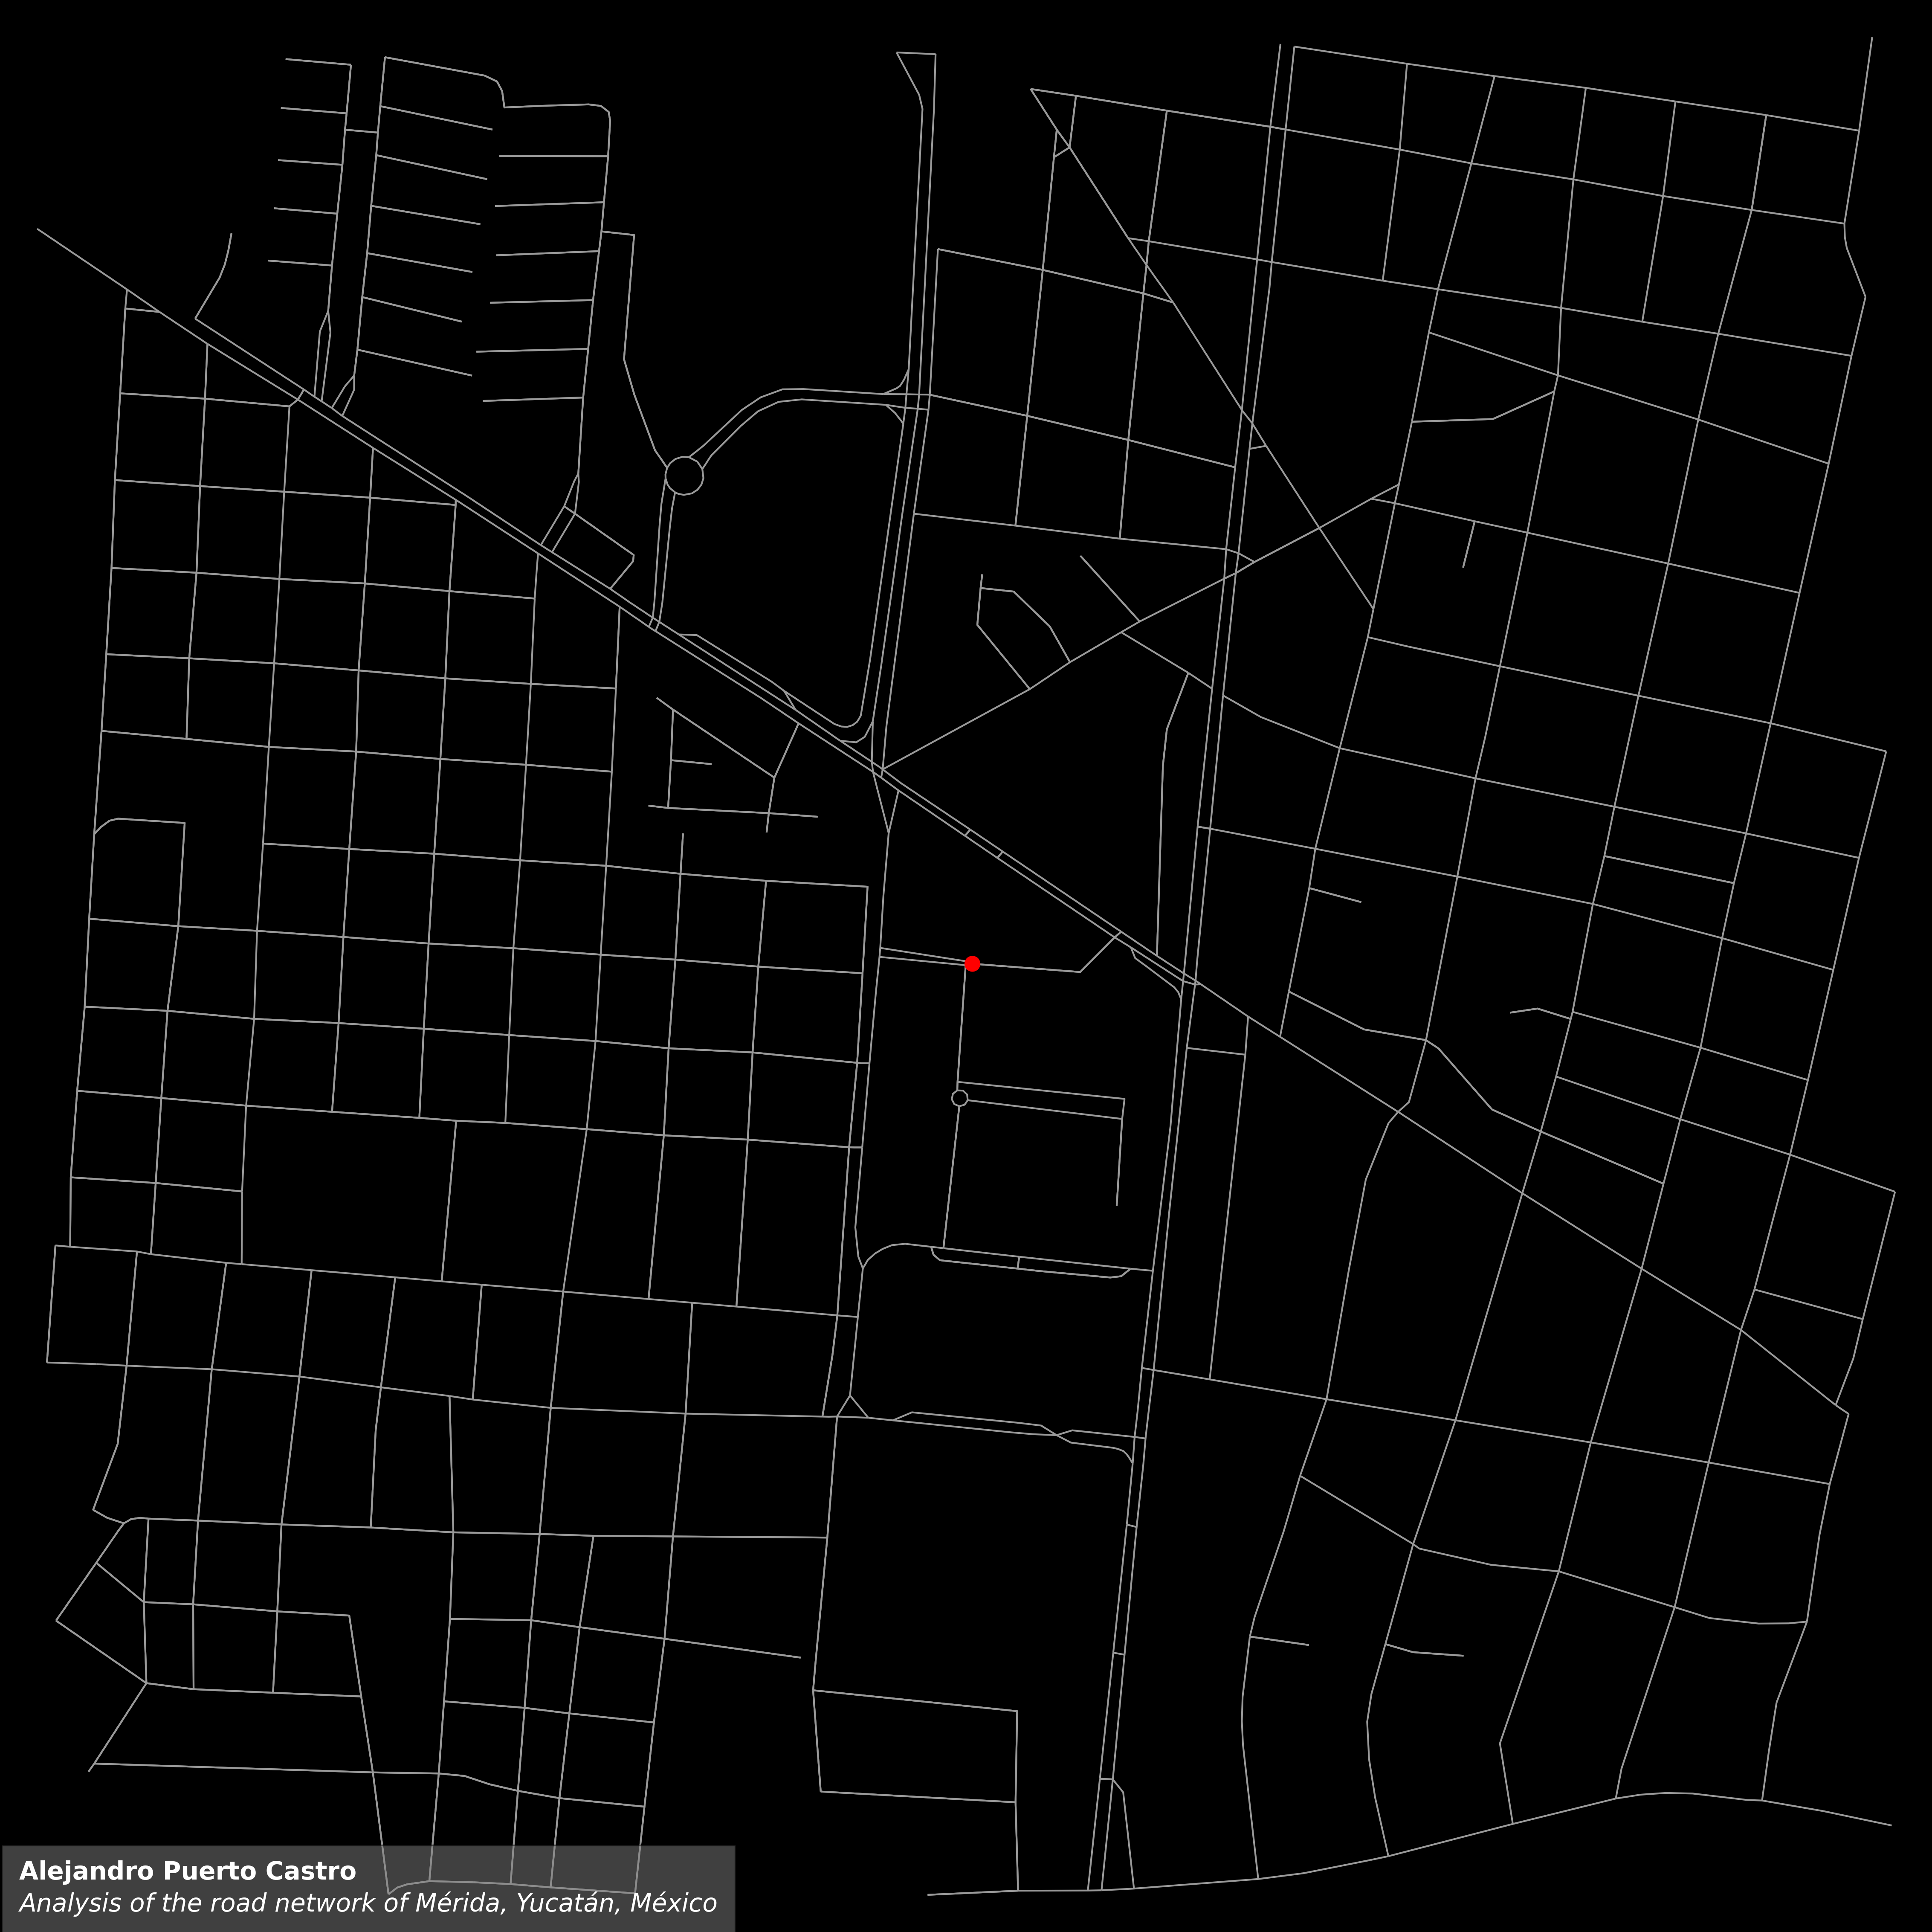 Alejandro Puerto Castro
Analysis of the road network of Mérida, Yucatán, México